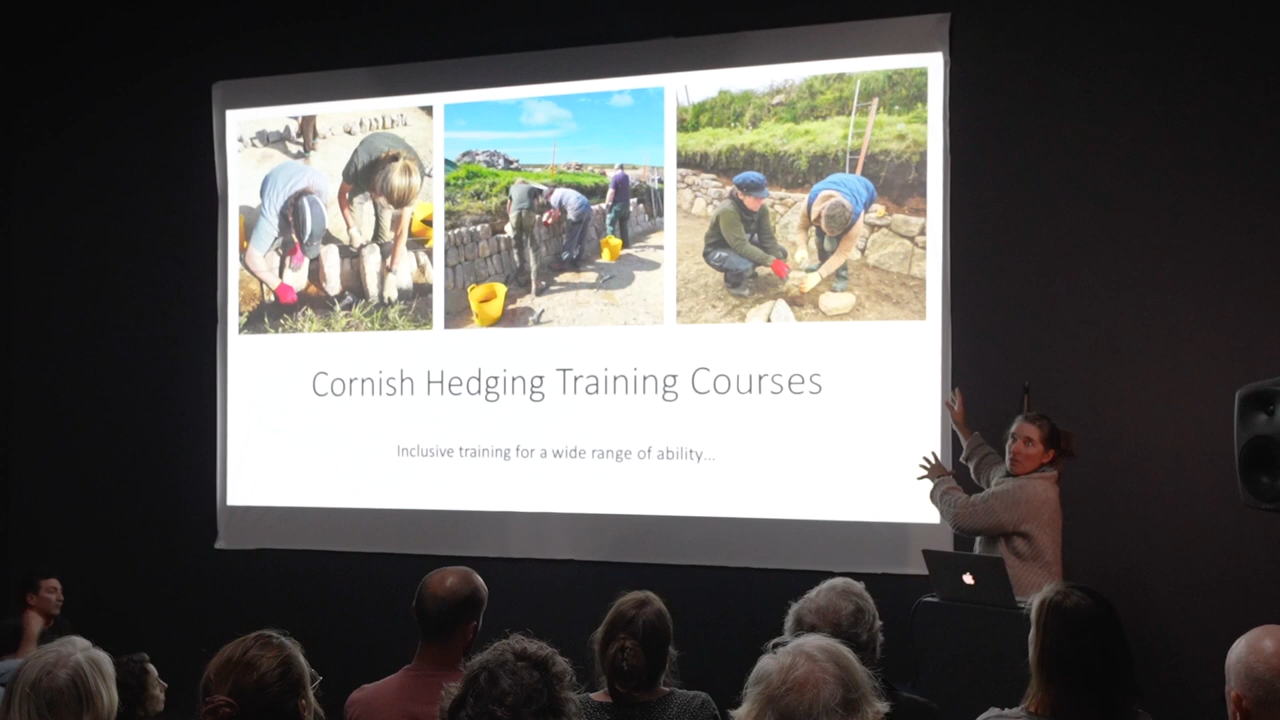 Cornish Hedging Training Courses
Inclusive training for a wide range of ability...